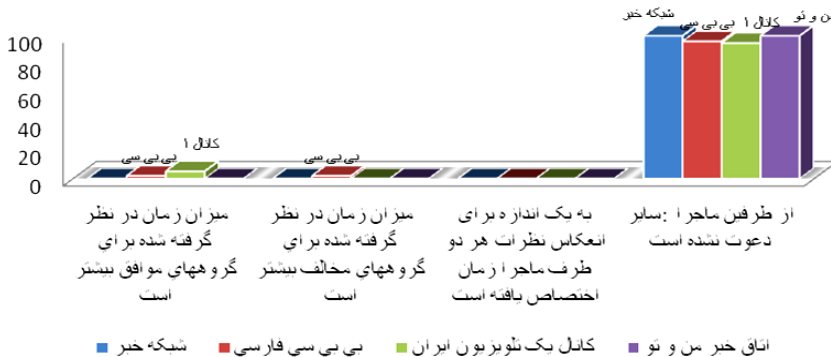 شبکه خبر
بی بی سی
کانال ۱
من و تو
کانال ۱
بی بی سی
بی بی سی
100
80
60
40
20
0
میزان زمان در نظر
گرفته شده برای
گروههای موافق بیشتر
است
میزان زمان در نظر
گرفته شده برای
گروههای مخالف بیشتر
است
به یک اندازه برای
انعکاس نظرات هر دو
طرف ماجرا زمان
اختصاص یافته است
از طرفین ماجرا :سایر
دعوت نشده است
شبکه خبر
بی بی سی فارسی
کانال یک تلویزیون ایران
اتاق خبر من و تو